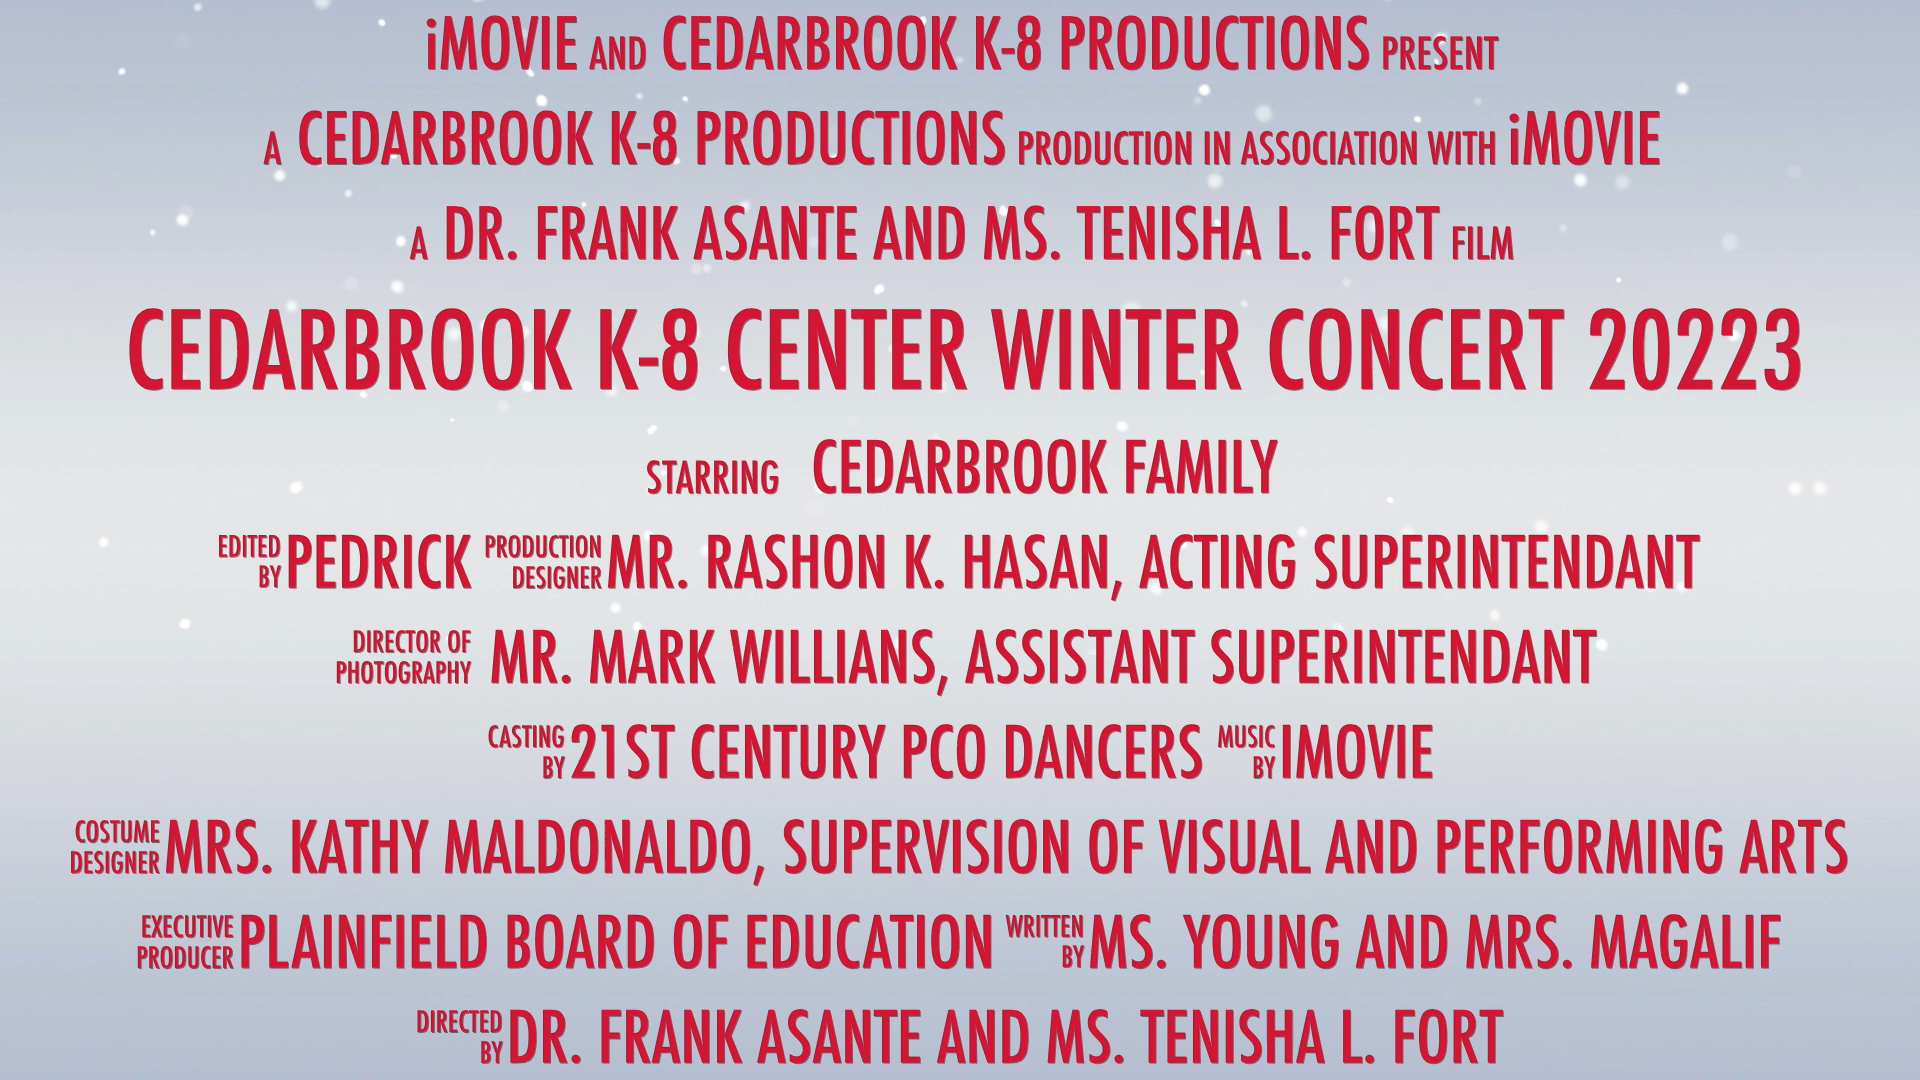 iMOVIE AND CEDARBROOK K-8 PRODUCTIONS PRESENT
A CEDARBROOK K-8 PRODUCTIONS PRODUCTION IN ASSOCIATION WITH iMOVIE
A DR. FRANK ASANTE AND MS. TENISHA L. FORT FILM
CEDARBROOK K-8 CENTER WINTER CONCERT 20223
STARRING CEDARBROOK FAMILY
EDITED BY PEDRICK PRODUCTION DESIGNER MR. RASHON K. HASAN, ACTING SUPERINTENDANT
DIRECTOR OF PHOTOGRAPHY MR. MARK WILLIANS, ASSISTANT SUPERINTENDANT
CASTING BY 21ST CENTURY PCO DANCERS MUSIC BY IMOVIE
COSTUME DESIGNER MRS. KATHY MALDONALDO, SUPERVISION OF VISUAL AND PERFORMING ARTS
EXECUTIVE PRODUCER PLAINFIELD BOARD OF EDUCATION WRITTEN BY MS. YOUNG AND MRS. MAGALIF
DIRECTED BY DR. FRANK ASANTE AND MS. TENISHA L. FORT